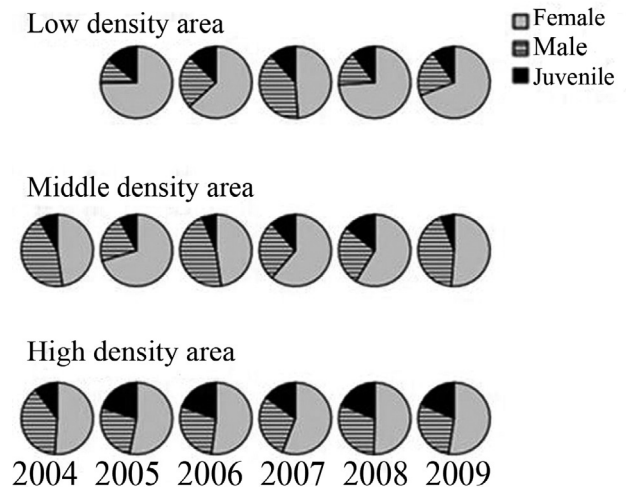 Low density area
Female
Male
Juvenile
Middle density area
High density area
2004 2005 2006 2007 2008 2009